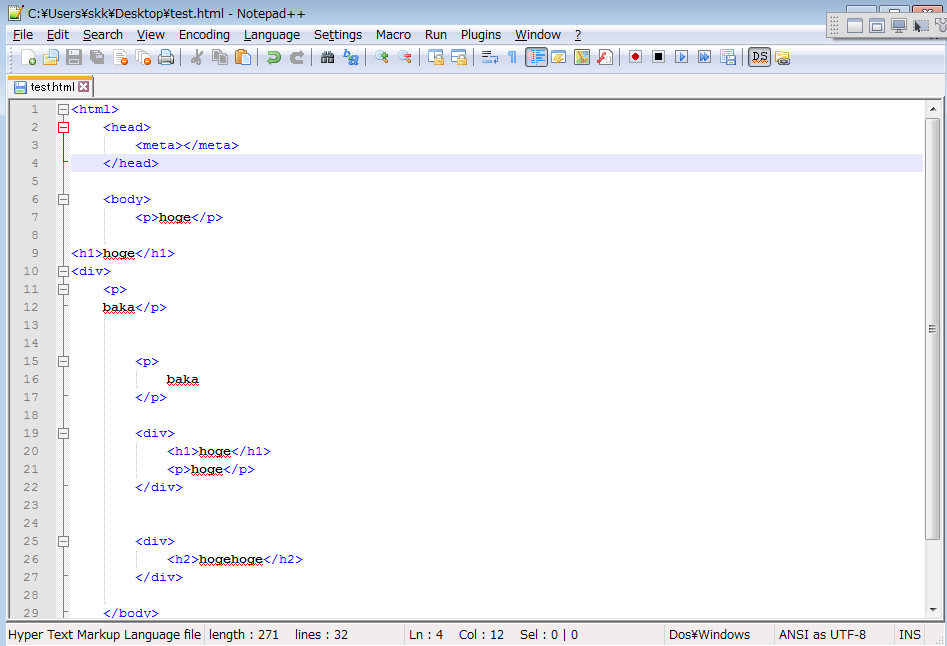 C:¥Users¥skk¥Desktop¥test.html - Notepad++
File Edit Search View Encoding Language Settings Macro Run Plugins Window ?
DS
test.html
1 <html>
2 <head>
3 <meta></meta>
4 </head>
5
6 <body>
7 <p>hoge</p>
8
9 <h1>hoge</h1>
10 <div>
11 <p>
12 baka</p>
13
14
15 <p>
16 baka
17 </p>
18
19 <div>
20 <h1>hoge</h1>
21 <p>hoge</p>
22 </div>
23
24
25 <div>
26 <h2>hogehoge</h2>
27 </div>
28
29 </body>
Hyper Text Markup Language file length : 271 lines : 32 Ln : 4 Col : 12 Sel : 0 | 0 Dos¥Windows ANSI as UTF-8 INS